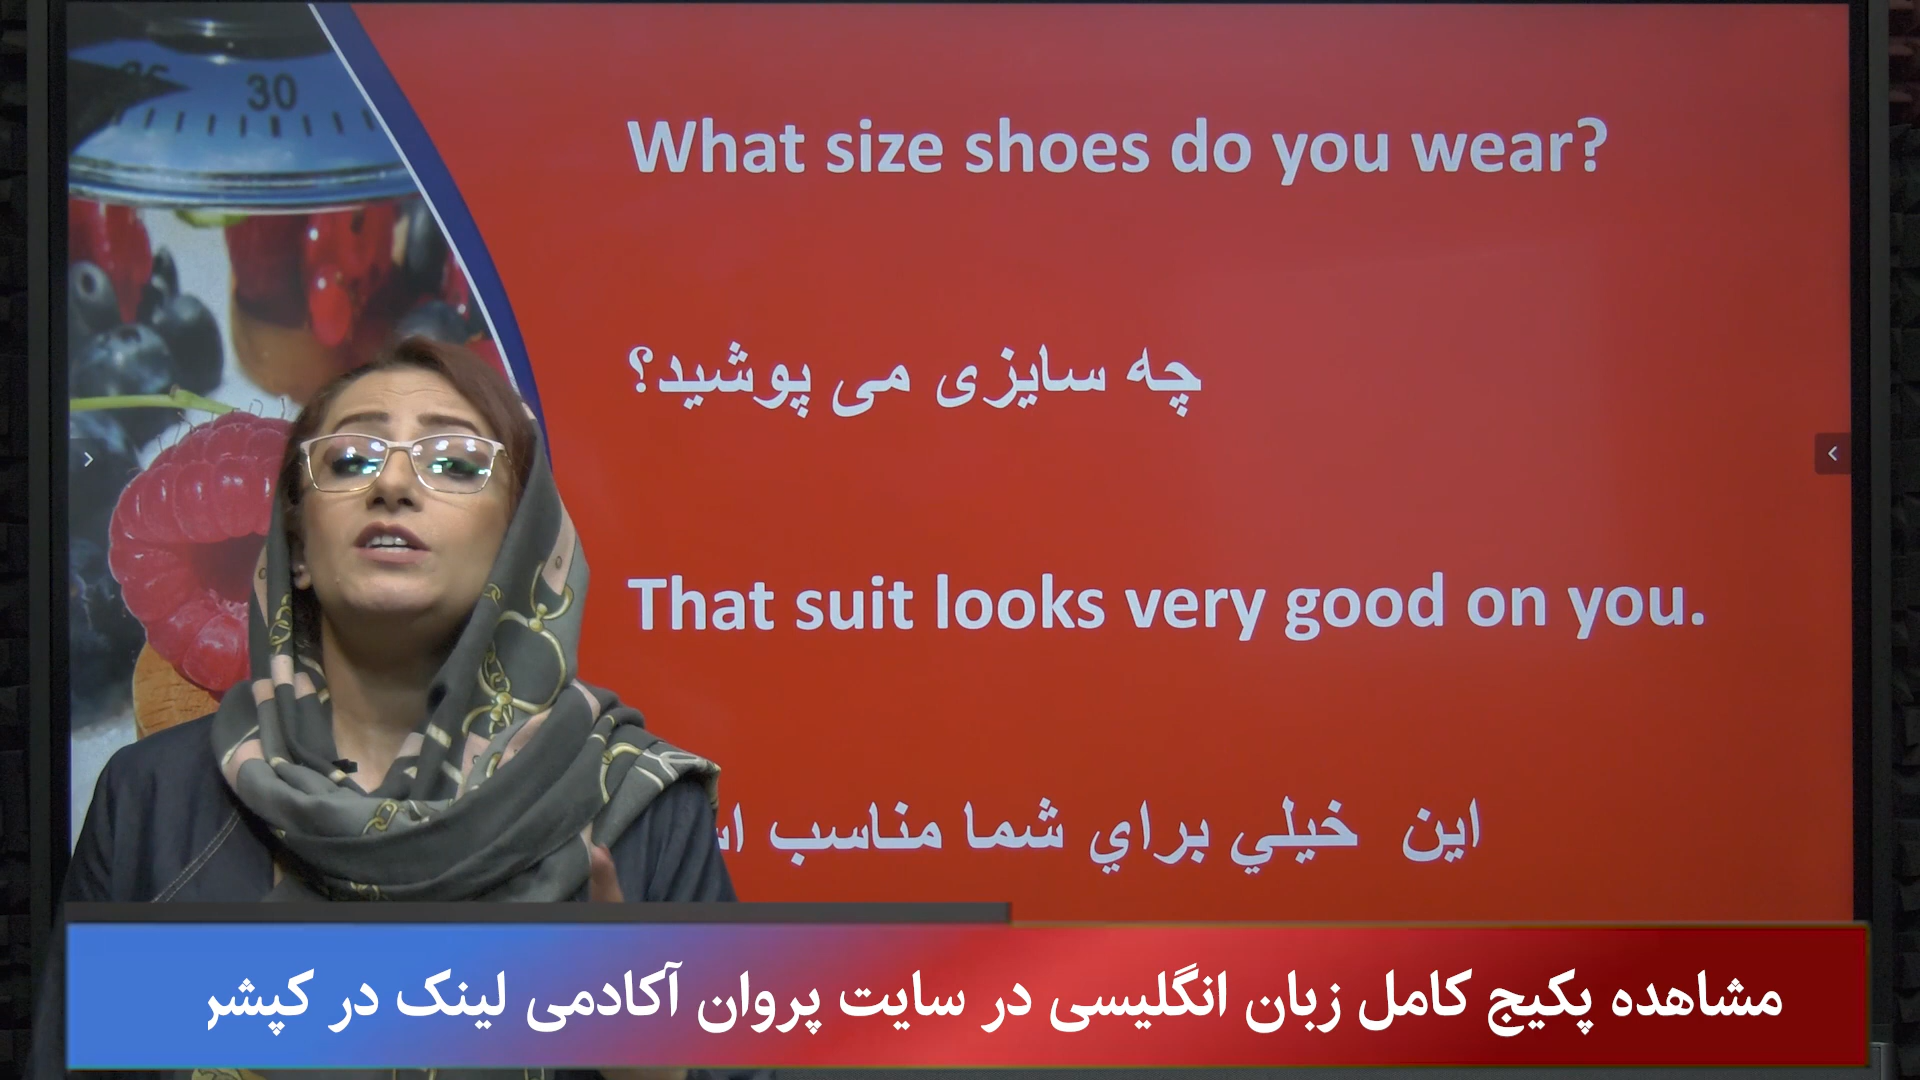 30
What size shoes do you wear?
چه سایزی می پوشید؟
That suit looks very good on you.
این خيلي براي شما مناسب
مشاهده پکیج کامل زبان انگلیسی در سایت پروان آکادمی لینک در کپشر